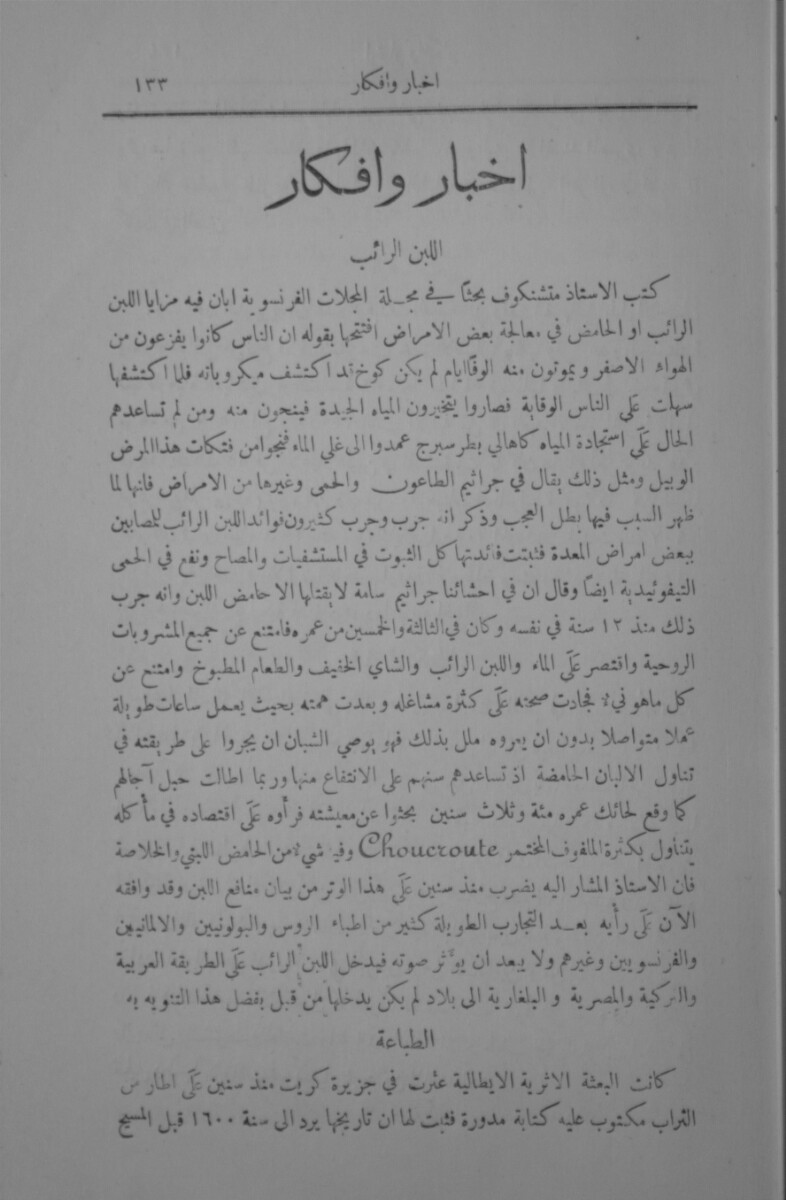 اخبار وافكار ١٣٣
اخبار وافكار
اللبن الرائب
كتب الاستاذ متشنكوف بحثاً في مجلة المجلات الفرنسوية ابان فيه مزايا اللبن
الرائب او الحامض في معالجة بعض الامراض افتتحها بقوله ان الناس كانوا يفزعون من
الهواء الاصفر ويموتون منه الوفاً ايام لم يكن كوخ قد اكتشف ميكروباته فلما اكتشفها
سهلت عَلَى الناس الوقاية فصاروا يتخيرون المياه الجيدة فينجون منه ومن لم تساعدهم
الحال عَلَى استجادة المياه كاهالي بطرسبرج عمدوا الى غلي الماء فنجوا من فتكات هذا المرض
الوبيل ومثل ذلك يقال في جراثيم الطاعون والحمى وغيرها من الامراض فانها لما
ظهر السبب فيها بطل العجب وذكر انه جرب وجرب كثيرون فوائد اللبن الرائب للمصابين
ببعض امراض المعدة فثبتت فائدتها كل الثبوت في المستشفيات والمصاح ونفع في الحمى
التيفوئيدية ايضاً وقال ان في احشائنا جراثيم سامة لا يقتلها الا حامض اللبن وانه جرب
ذلك منذ ١٢ سنة في نفسه وكان في الثالثة والخمسين من عمره فامتنع عن جميع المشروبات
الروحية واقتصر عَلَى الماء واللبن الرائب والشاي الخفيف والطعام المطبوخ وامتنع عن
كل ماهو نيء فجادت صحته عَلَى كثرة مشاغله وبعدت همته بحيث يعمل ساعات طويلة
عملا متواصلا بدون ان يعروه ملل بذلك فهو يوصي الشبان ان يجروا على طريقته في
تناول الالبان الحامضة اذ تساعدهم سنهم على الانتفاع منها وربما اطالت حبل آجالهم
كما وقع لحائك عمره مئة وثلاث سنين بحثوا عن معيشته فرأوه عَلَى اقتصاده في مأكله
يتناول بكثرة الملفوف المختمر Choucroute وفيه شيء من الحامض اللبني والخلاصة
فان الاستاذ المشار اليه يضرب منذ سنين عَلَى هذا الوتر من بيان منافع اللبن وقد وافقه
الآن عَلَى رأيه بعد التجارب الطويلة كثير من اطباء الروس والبولونيين والالمانيين
والفرنسويين وغيرهم ولا يبعد ان يؤثر صوته فيدخل اللبن الرائب عَلَى الطريقة العربية
والتركية والمصرية والبلغارية الى بلاد لم يكن يدخلها من قبل بفضل هذا التنويه به
الطباعة
كانت البعثة الاثرية الايطالية عثرت في جزيرة كريت منذ سنين عَلَى اطار من
التراب مكتوب عليه كتابة مدورة فثبت لها ان تاريخها يرد الى سنة ١٦٠٠ قبل المسيح